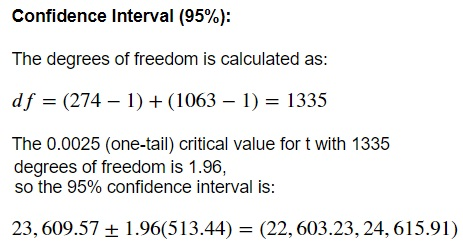 Confidence Interval (95%):
The degrees of freedom is calculated as:
df = (274 – 1) + (1063 – 1) = 1335
The 0.0025 (one-tail) critical value for t with 1335
degrees of freedom is 1.96,
so the 95% confidence interval is:
23,609.57 ± 1.96(513.44) = (22,603.23, 24,615.91)